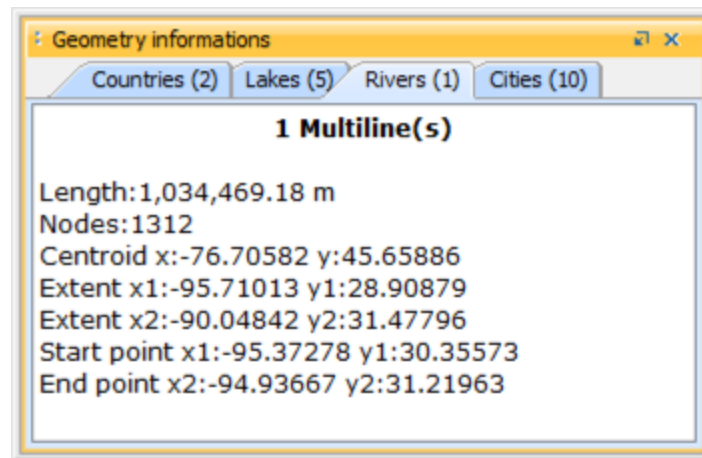 Geometry informations
Countries (2) Lakes (5) Rivers (1) Cities (10)
1 Multiline(s)
Length:1,034,469.18 m
Nodes:1312
Centroid x:-76.70582 y:45.65886
Extent x1:-95.71013 y1:28.90879
Extent x2:-90.04842 y2:31.47796
Start point x1:-95.37278 y1:30.35573
End point x2:-94.93667 y2:31.21963